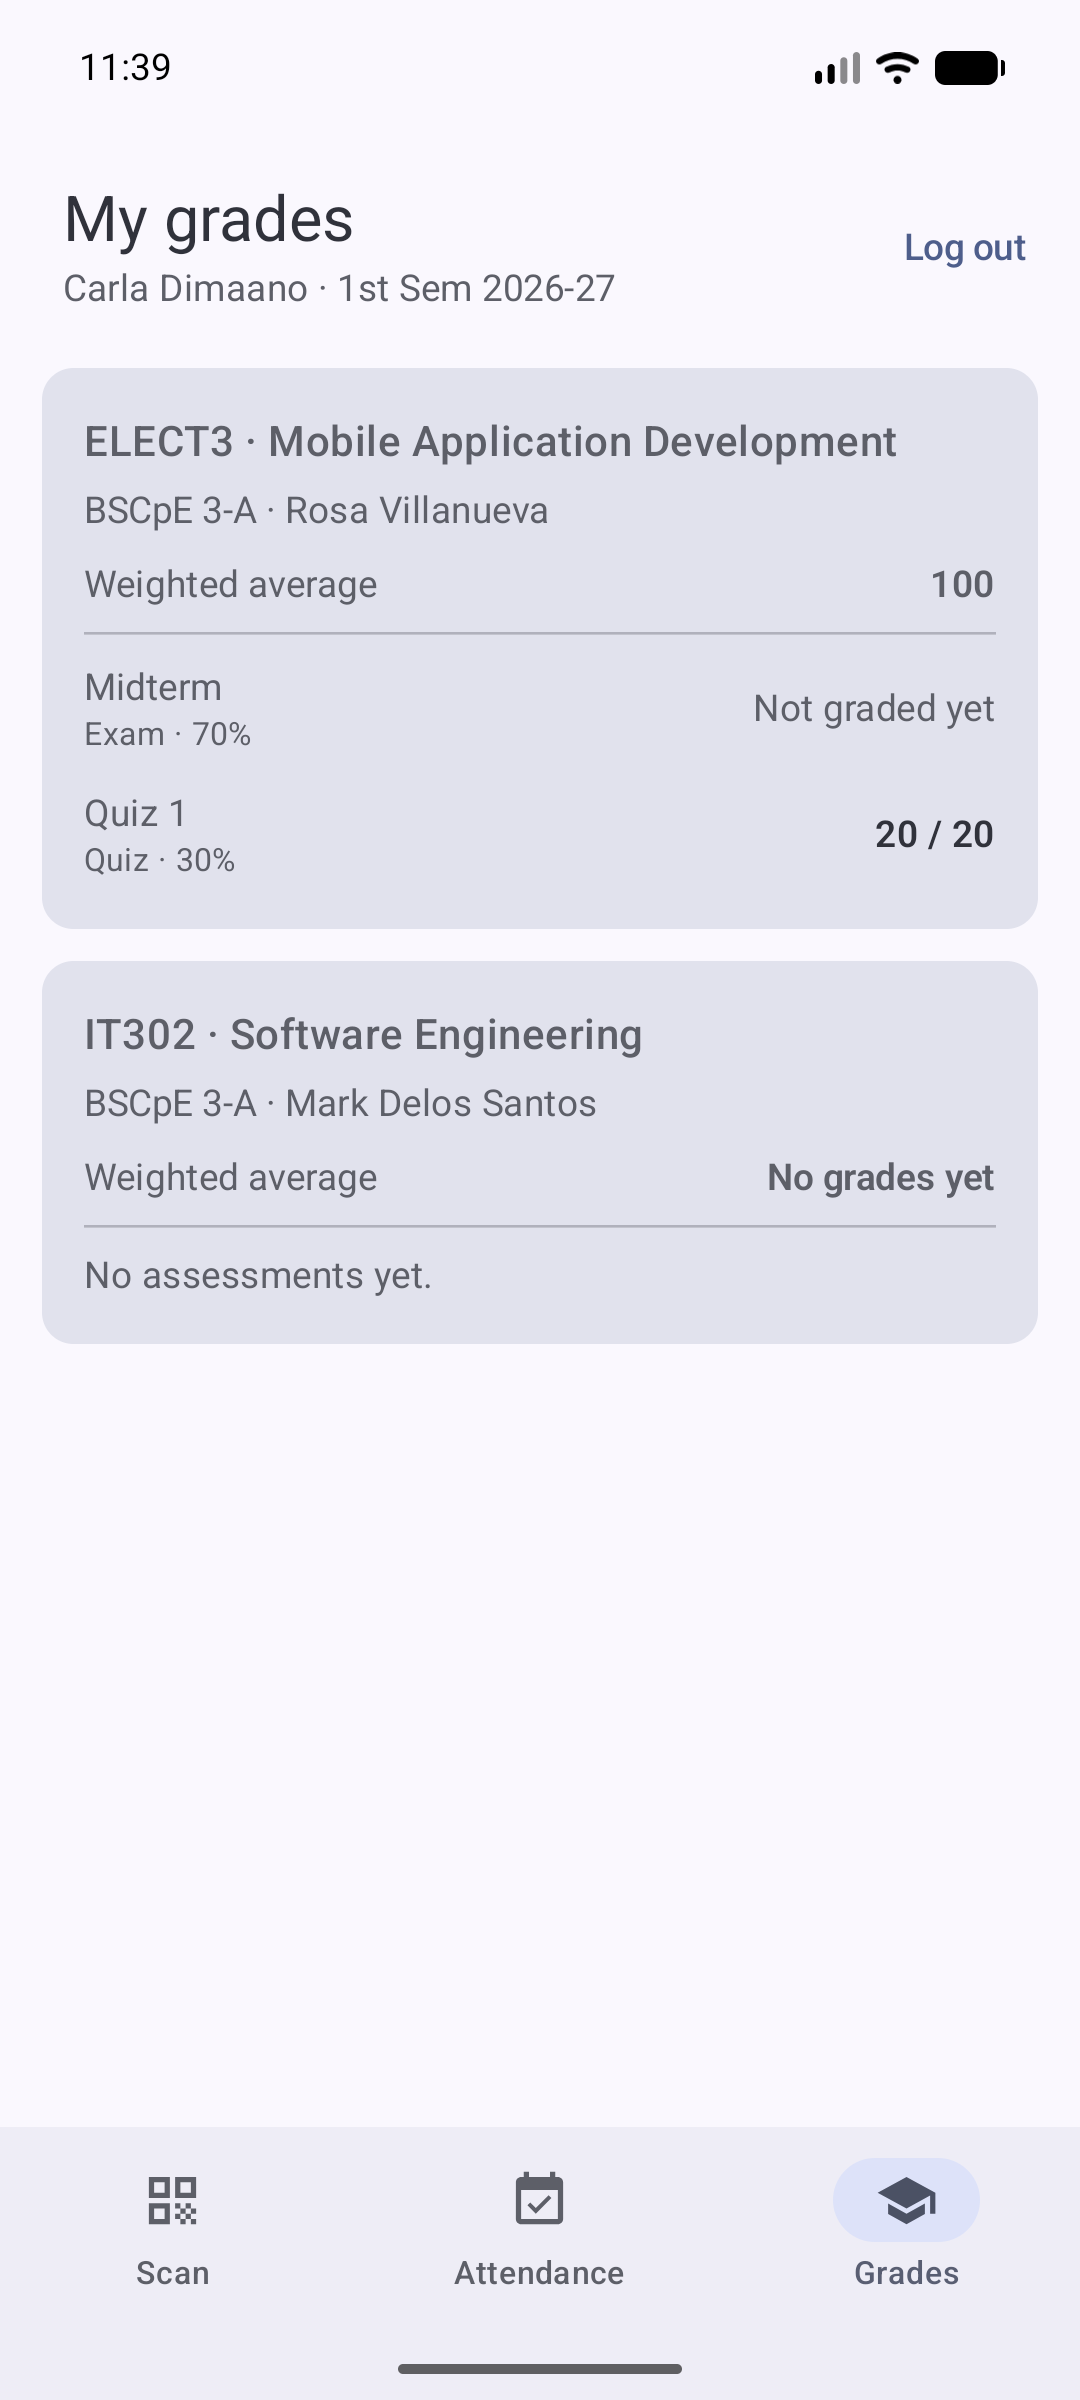 11:39
My grades
Log out
Carla Dimaano · 1st Sem 2026-27
ELECT3 · Mobile Application Development
BSCpE 3-A · Rosa Villanueva
Weighted average 100
Midterm
Exam · 70%
Not graded yet
Quiz 1
Quiz · 30%
20 / 20
IT302 · Software Engineering
BSCpE 3-A · Mark Delos Santos
Weighted average No grades yet
No assessments yet.
Scan Attendance Grades